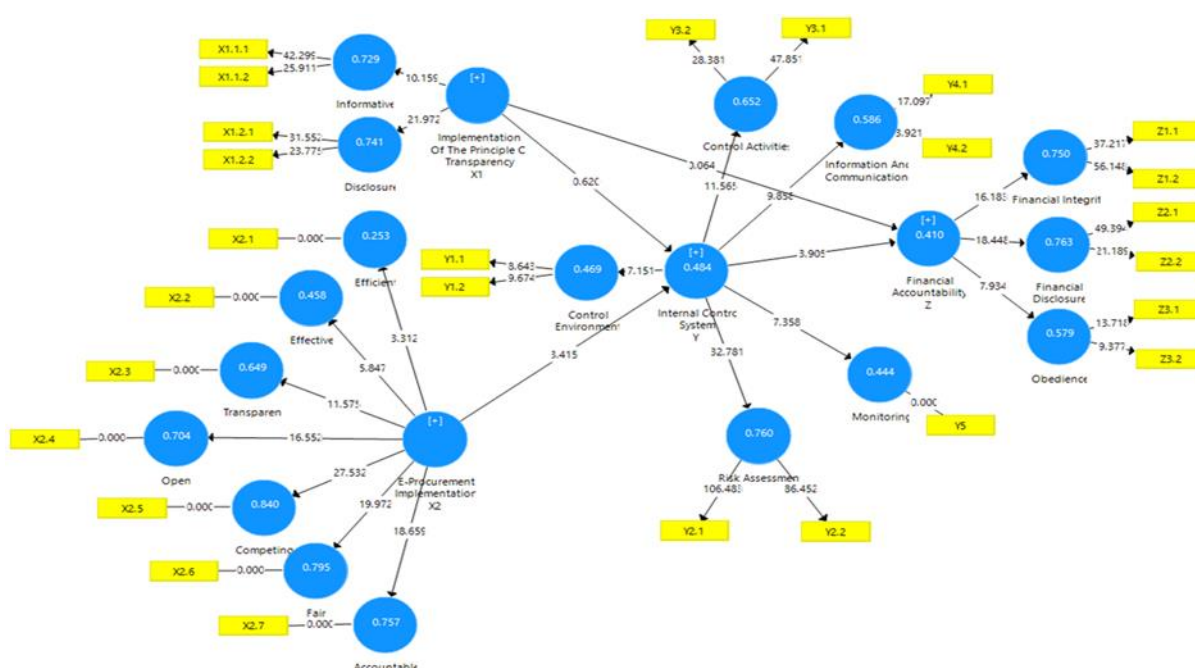 Y3.2
Y3.1
X1.1.1
42.299
0.729
[+]
28.381
47.851
X1.1.2
25.911
10.159
17.097
Y4.1
Informative
0.652
0.586
X1.2.1
31.552
21.972
Implementation
Of The Principle C
Transparency
X1
3.921
Z1.1
X1.2.2
23.775
0.741
Control Activities
Y4.2
37.217
0.750
Disclosure
0.620
Information And
Communication
0.064
56.148
Z1.2
11.565
9.858
16.183
Financial Integrit
X2.1
0.000
0.253
[+]
0.410
49.394
Z2.1
Y1.1
8.643
[+]
3.905
18.448
0.763
Efficient
Y1.2
9.674
0.469
7.151
0.484
21.189
Z2.2
X2.2
0.000
0.458
Financial
Accountability
Z
7.934
Financial
Disclosure
Control
Environment
Internal Contrc
System
Y
Z3.1
Effective
3.312
13.718
0.579
3.415
7.358
9.377
Z3.2
X2.3
0.000
0.649
5.847
32.781
Obedience
0.444
Transparen
11.575
0.000
Monitoring
[+]
Y5
X2.4
0.000
0.704
16.552
0.760
Open
27.532
E-Procurement
Implementation
X2
Risk Assessmen
X2.5
0.000
0.840
19.972
106.483
86.452
18.659
Y2.1
Y2.2
Competing
X2.6
0.000
0.795
Fair
X2.7
0.000
0.757
Accountable